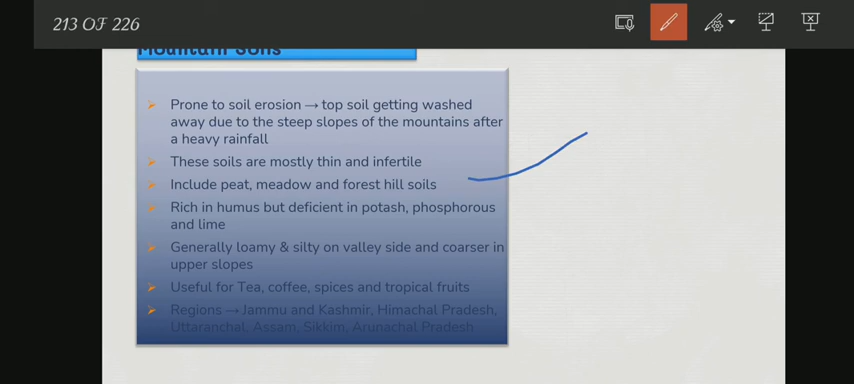 213 OF 226
Mountain Soils
Prone to soil erosion → top soil getting washed
away due to the steep slopes of the mountains after
a heavy rainfall
These soils are mostly thin and infertile
Include peat, meadow and forest hill soils
Rich in humus but deficient in potash, phosphorous
and lime
Generally loamy & silty on valley side and coarser in
upper slopes
Useful for Tea, coffee, spices and tropical fruits
Regions → Jammu and Kashmir, Himachal Pradesh,
Uttaranchal, Assam, Sikkim, Arunachal Pradesh